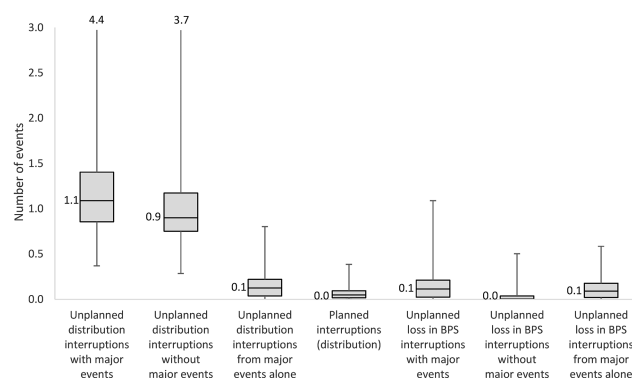 4.4
3.7
3.0
2.5
2.0
1.5
1.0
0.5
0.0
Number of events
1.1
0.9
0.1
0.0
0.1
0.0
0.1
Unplanned
distribution
interruptions
with major
events
Unplanned
distribution
interruptions
without
major events
Unplanned
distribution
interruptions
from major
events alone
Planned
interruptions
(distribution)
Unplanned
loss in BPS
interruptions
with major
events
Unplanned
loss in BPS
interruptions
without
major events
Unplanned
loss in BPS
interruptions
from major
events alone